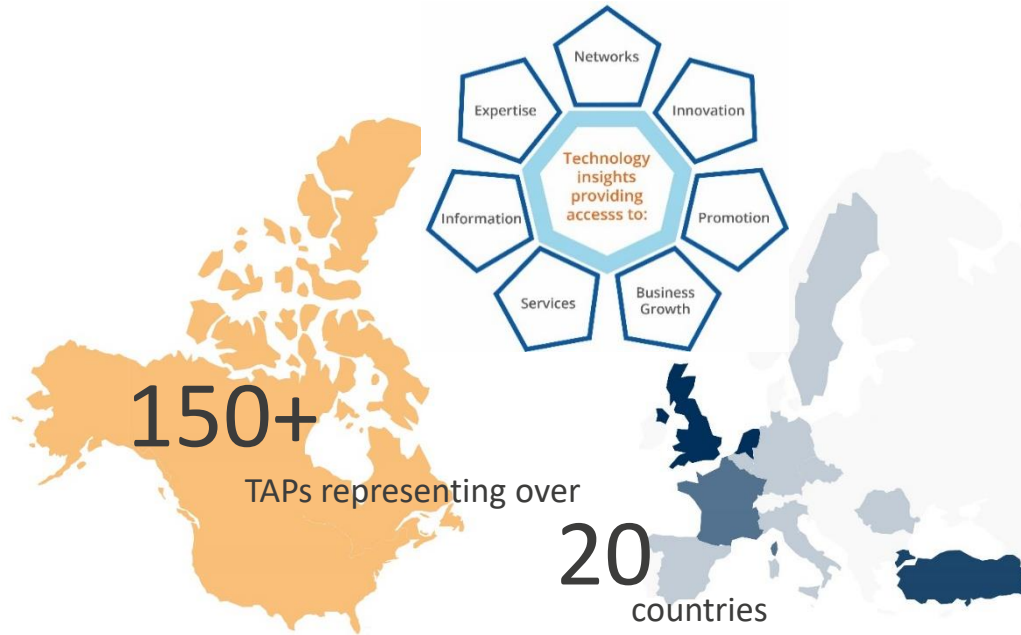 Networks
Expertise
Innovation
Technology
insights
providing
accesss to:
Information
Promotion
Services
Business
Growth
150+
TAPs representing over
20
countries